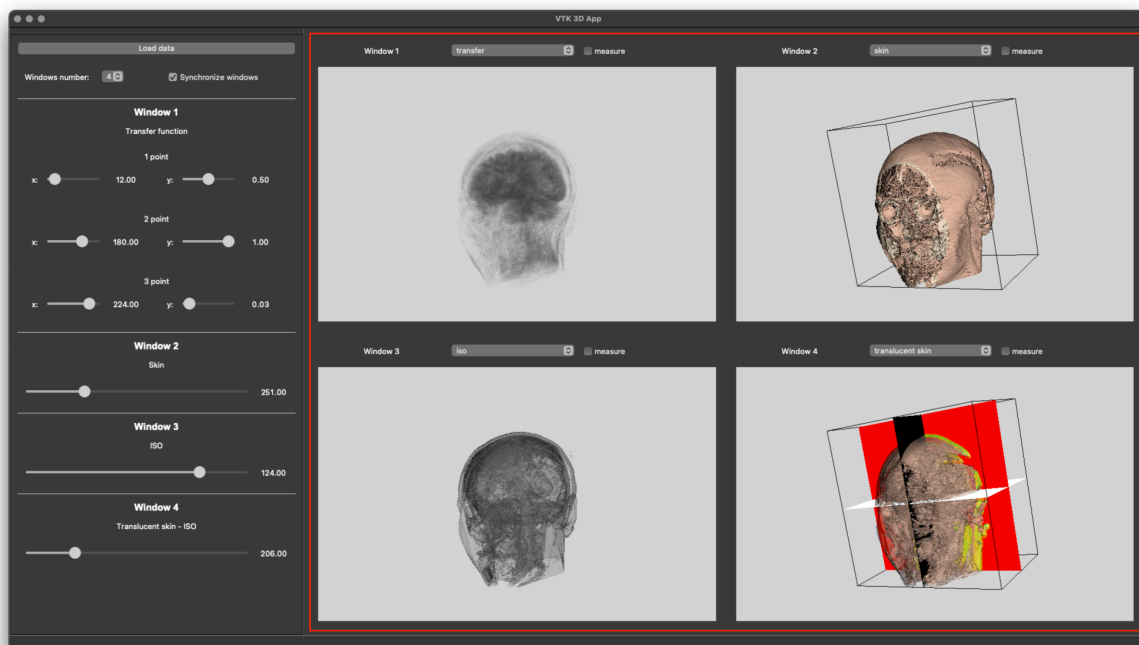 VTK 3D App
Load data
Windows number: 4 Synchronize windows
Window 1
Transfer function
1 point
x: 12.00 y: 0.50
2 point
x: 180.00 y: 1.00
3 point
x: 224.00 y: 0.03
Window 2
Skin
251.00
Window 3
ISO
124.00
Window 4
Translucent skin - ISO
206.00
Window 1 transfer measure
Window 2 skin measure
Window 3 iso measure
Window 4 translucent skin measure